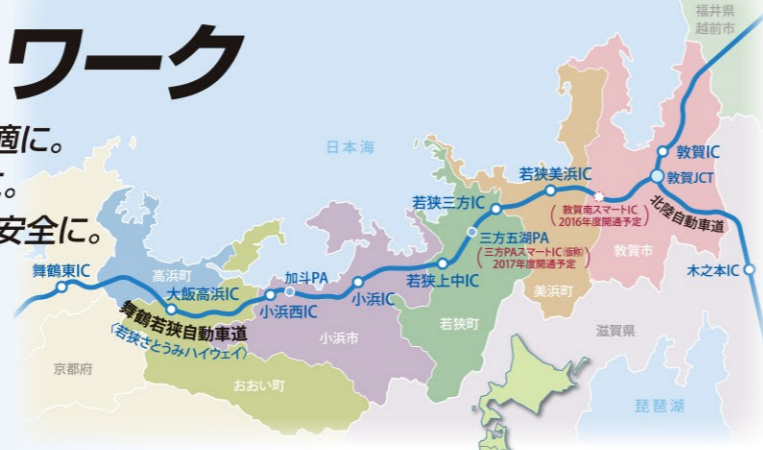 ワーク
適に。
安全に。
福井県
越前市
日本海
敦賀IC
敦賀JCT
北陸自動車道
若狭美浜IC
若狭三方IC
敦賀南スマートIC
2016年度開通予定
敦賀市
三方五湖PA
(三方PAスマートIC(仮称)
2017年度開通予定)
木之本IC
舞鶴東IC
高浜町
大飯高浜IC
加斗PA
小浜西IC
小浜IC
若狭上中IC
美浜町
舞鶴若狭自動車道
〈若狭さとうみハイウェイ〉
小浜市
若狭町
滋賀県
京都府
おおい町
琵琶湖